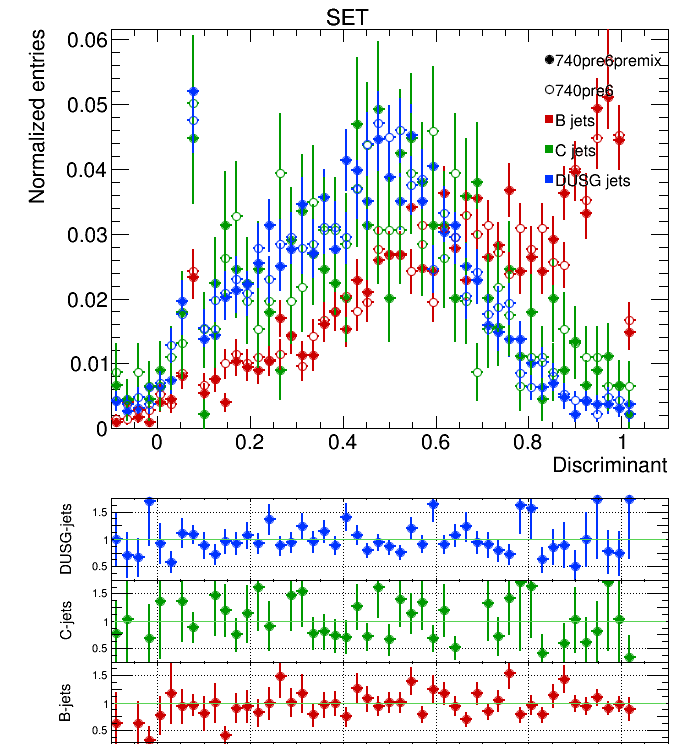 SET
Normalized entries
0.06
0.05
0.04
0.03
0.02
0.01
0
740pre6premix
740pre6
B jets
C jets
DUSG jets
0 0.2 0.4 0.6 0.8 1
Discriminant
DUSG-jets
1.5
1
0.5
C-jets
1.5
1
0.5
B-jets
1.5
1
0.5